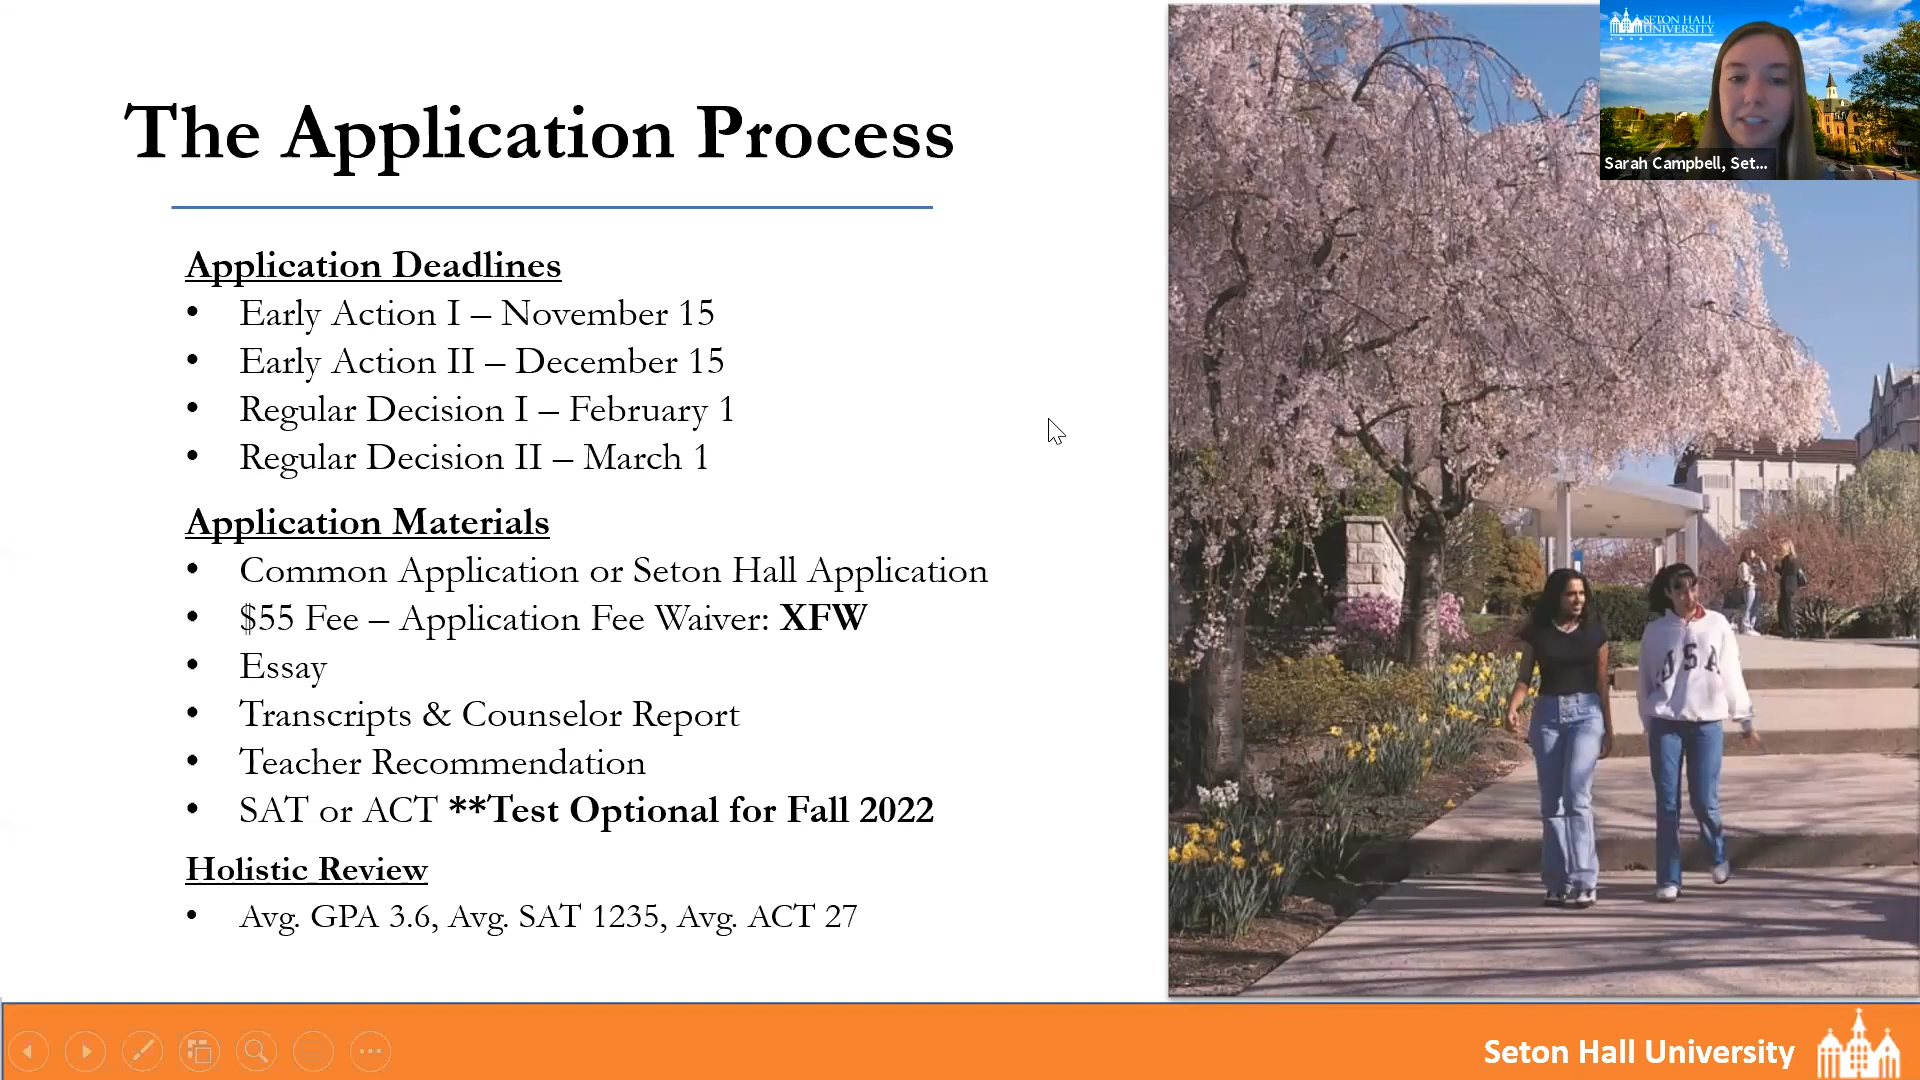 The Application Process
Application Deadlines
• Early Action I – November 15
• Early Action II – December 15
• Regular Decision I – February 1
• Regular Decision II – March 1
Application Materials
• Common Application or Seton Hall Application
• $55 Fee – Application Fee Waiver: XFW
• Essay
• Transcripts & Counselor Report
• Teacher Recommendation
• SAT or ACT **Test Optional for Fall 2022
Holistic Review
• Avg. GPA 3.6, Avg. SAT 1235, Avg. ACT 27
SETON HALL
UNIVERSITY
Sarah Campbell, Set...
USA
Seton Hall University